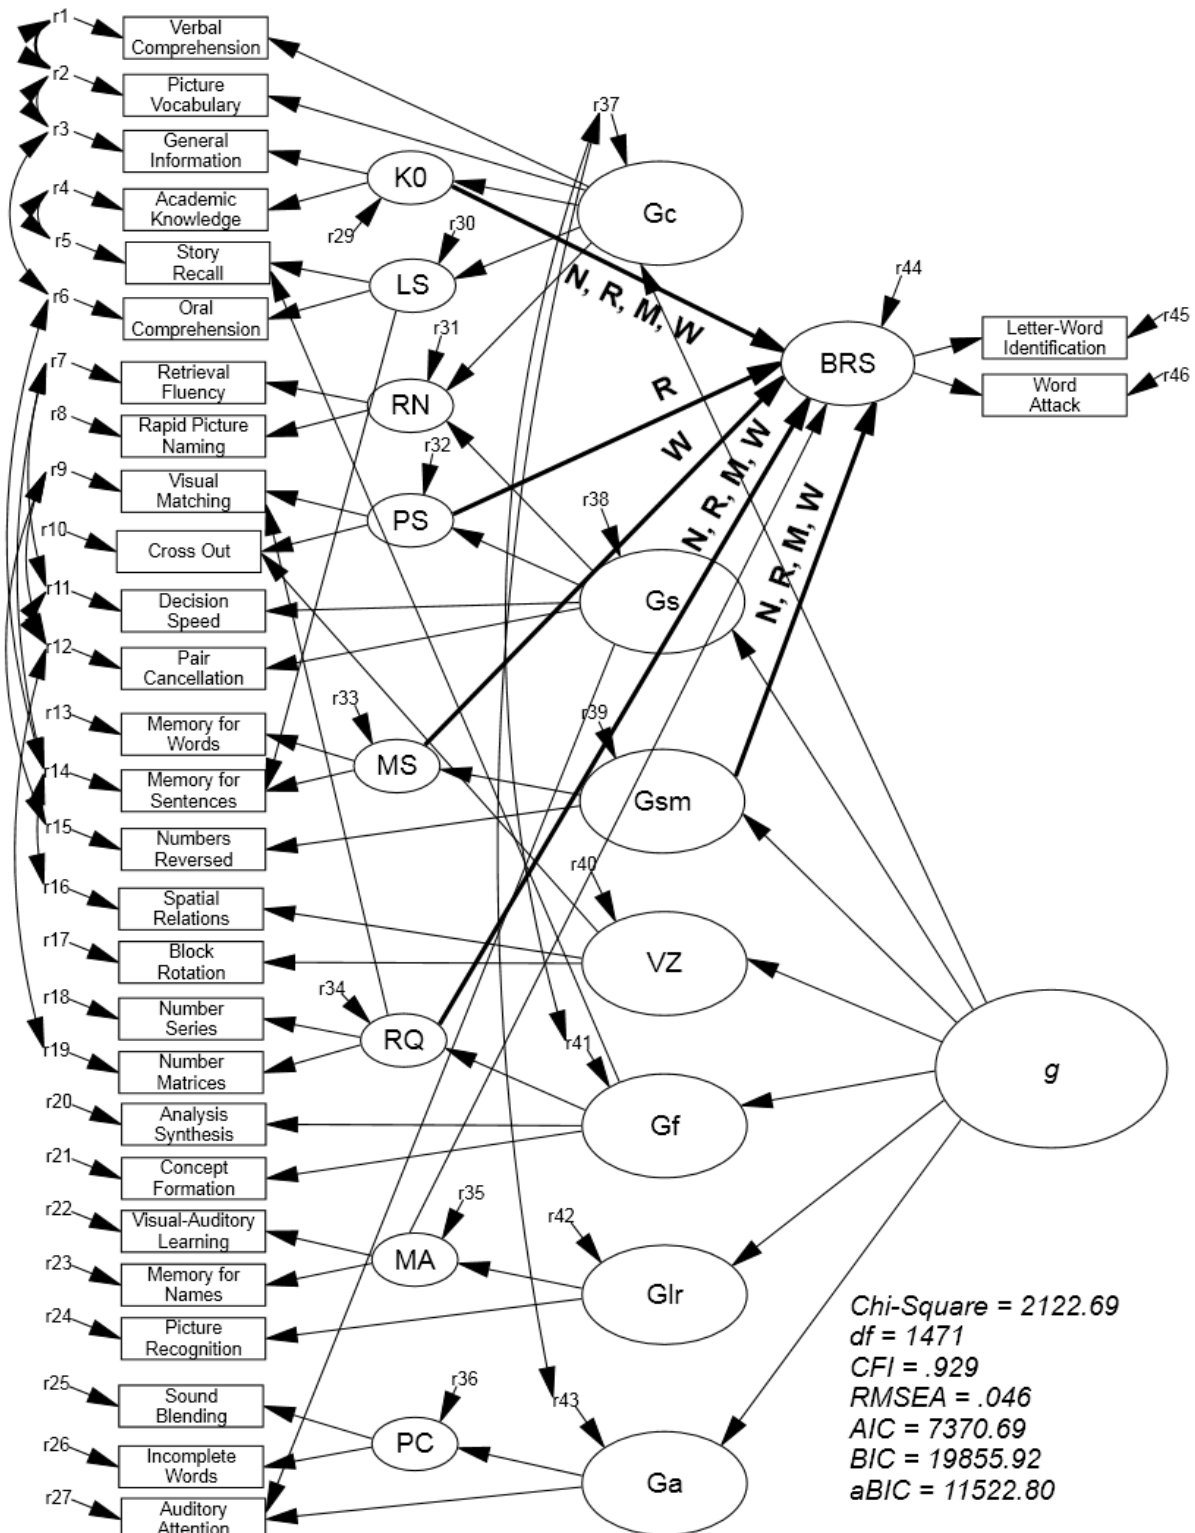 r1
Verbal
Comprehension
r2
Picture
Vocabulary
r3
General
Information
r4
Academic
Knowledge
r5
Story
Recall
r6
Oral
Comprehension
r7
Retrieval
Fluency
r8
Rapid Picture
Naming
r9
Visual
Matching
r10
Cross Out
r11
Decision
Speed
r12
Pair
Cancellation
r13
Memory for
Words
r14
Memory for
Sentences
r15
Numbers
Reversed
r16
Spatial
Relations
r17
Block
Rotation
r18
Number
Series
r19
Number
Matrices
r20
Analysis
Synthesis
r21
Concept
Formation
r22
Visual-Auditory
Learning
r23
Memory for
Names
r24
Picture
Recognition
r25
Sound
Blending
r26
Incomplete
Words
r27
Auditory
Attention
K0
r29
r30
LS
r31
RN
r32
PS
r33
MS
r34
RQ
r35
MA
r36
PC
r37
Gc
r38
Gs
r39
Gsm
r40
VZ
r41
Gf
r42
Glr
r43
Ga
N, R, M, W
R
W
N, R, M, W
N, R, M, W
r44
BRS
Letter-Word
Identification
r45
Word
Attack
r46
g
Chi-Square = 2122.69
df = 1471
CFI = .929
RMSEA = .046
AIC = 7370.69
BIC = 19855.92
aBIC = 11522.80